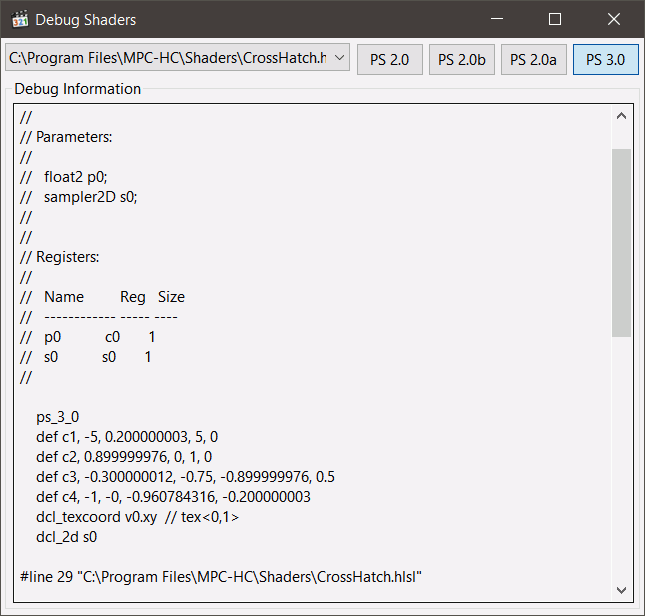 Debug Shaders
C:\Program Files\MPC-HC\Shaders\CrossHatch.h
PS 2.0
PS 2.0b
PS 2.0a
PS 3.0
Debug Information
//
// Parameters:
//
//   float2 p0;
//   sampler2D s0;
//
//
// Registers:
//
//   Name         Reg   Size
//   ------------ ----- ----
//   p0           c0       1
//   s0           s0       1
//
ps_3_0
def c1, -5, 0.200000003, 5, 0
def c2, 0.899999976, 0, 1, 0
def c3, -0.300000012, -0.75, -0.899999976, 0.5
def c4, -1, -0, -0.960784316, -0.200000003
dcl_texcoord v0.xy  // tex<0,1>
dcl_2d s0
#line 29 "C:\Program Files\MPC-HC\Shaders\CrossHatch.hlsl"